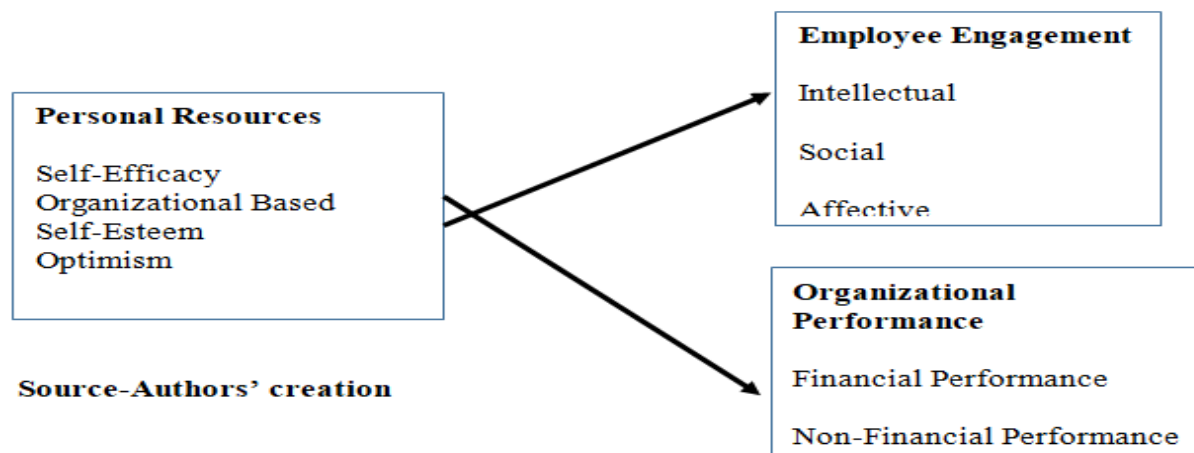 Personal Resources
Self-Efficacy
Organizational Based
Self-Esteem
Optimism
Source-Authors’ creation
Employee Engagement
Intellectual
Social
Affective
Organizational
Performance
Financial Performance
Non-Financial Performance